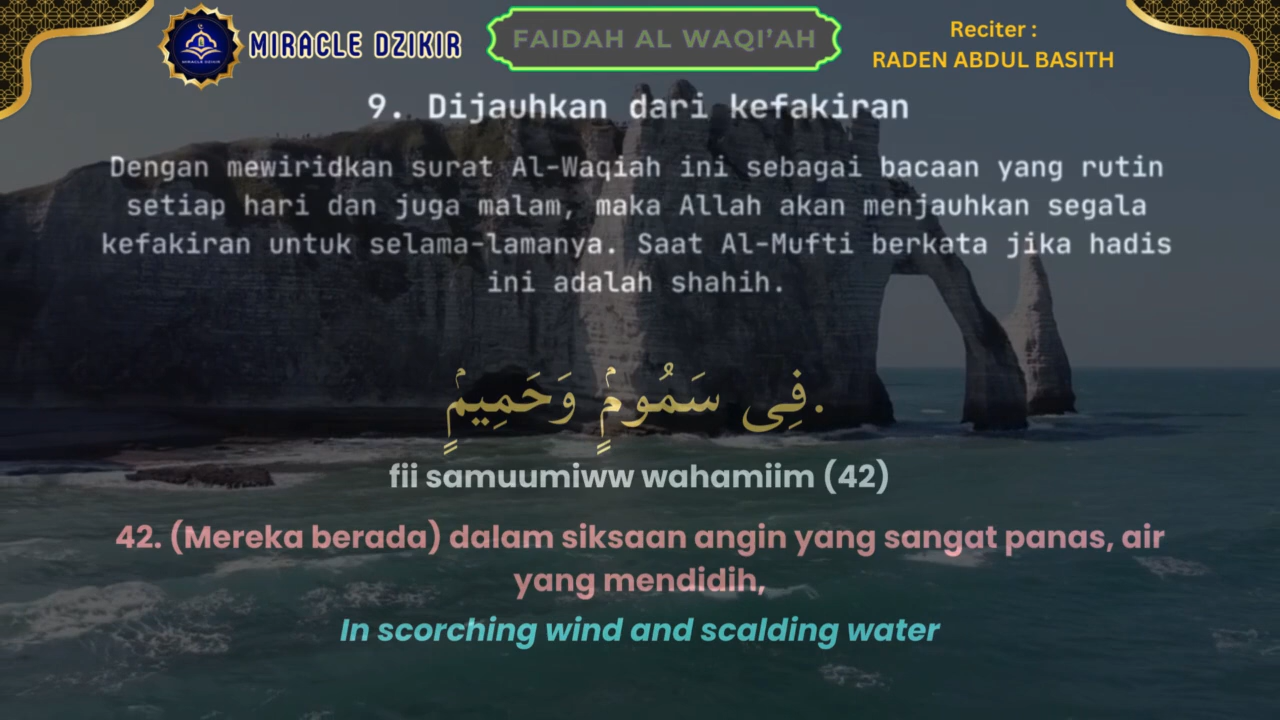 MIRACLE DZIKIR
FAIDAH AL WAQI'AH
Reciter :
RADEN ABDUL BASITH
9. Dijauhkan dari kefakiran
Dengan mewiridkan surat Al-Waqiah ini sebagai bacaan yang rutin
setiap hari dan juga malam, maka Allah akan menjauhkan segala
kefakiran untuk selama-lamanya. Saat Al-Mufti berkata jika hadis
ini adalah shahih.
.فِى سَمُومٍۢ وَحَمِيمٍۢ
fii samuumiww wahamiim (42)
42. (Mereka berada) dalam siksaan angin yang sangat panas, air
yang mendidih,
In scorching wind and scalding water